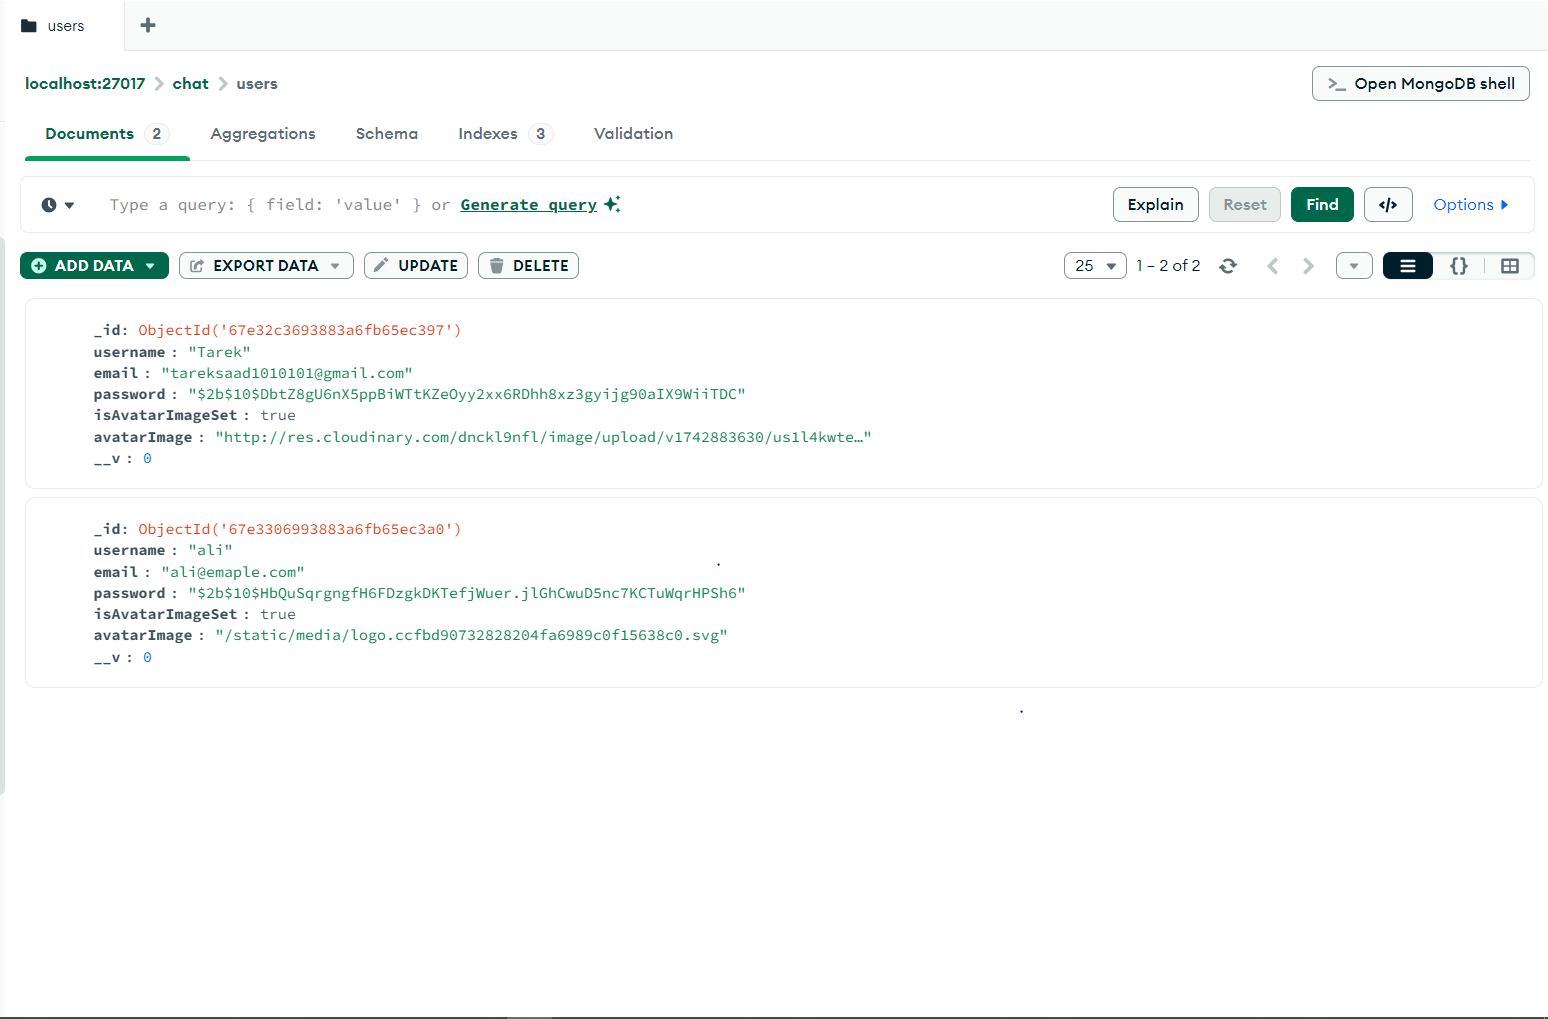 users
localhost:27017 chat users
Open MongoDB shell
Documents 2 Aggregations Schema Indexes 3 Validation
Type a query: { field: 'value' } or Generate query
Explain Reset Find </> Options
ADD DATA EXPORT DATA UPDATE DELETE
25 1 – 2 of 2 {}
_id: ObjectId('67e32c3693883a6fb65ec397')
username : "Tarek"
email : "tareksaad1010101@gmail.com"
password : "$2b$10$DbtZ8gU6nX5ppBiWTtKZeOyy2xx6RDhh8xz3gyijg90aIX9WiiTDC"
isAvatarImageSet : true
avatarImage : "http://res.cloudinary.com/dnckl9nfl/image/upload/v1742883630/us1l4kwte…"
__v : 0
_id: ObjectId('67e3306993883a6fb65ec3a0')
username : "ali"
email : "ali@emaple.com"
password : "$2b$10$HbQuSqrgngfH6FDzgkDKTefjWuer.jlGhCwuD5nc7KCTuWqrHPSh6"
isAvatarImageSet : true
avatarImage : "/static/media/logo.ccfbd90732828204fa6989c0f15638c0.svg"
__v : 0